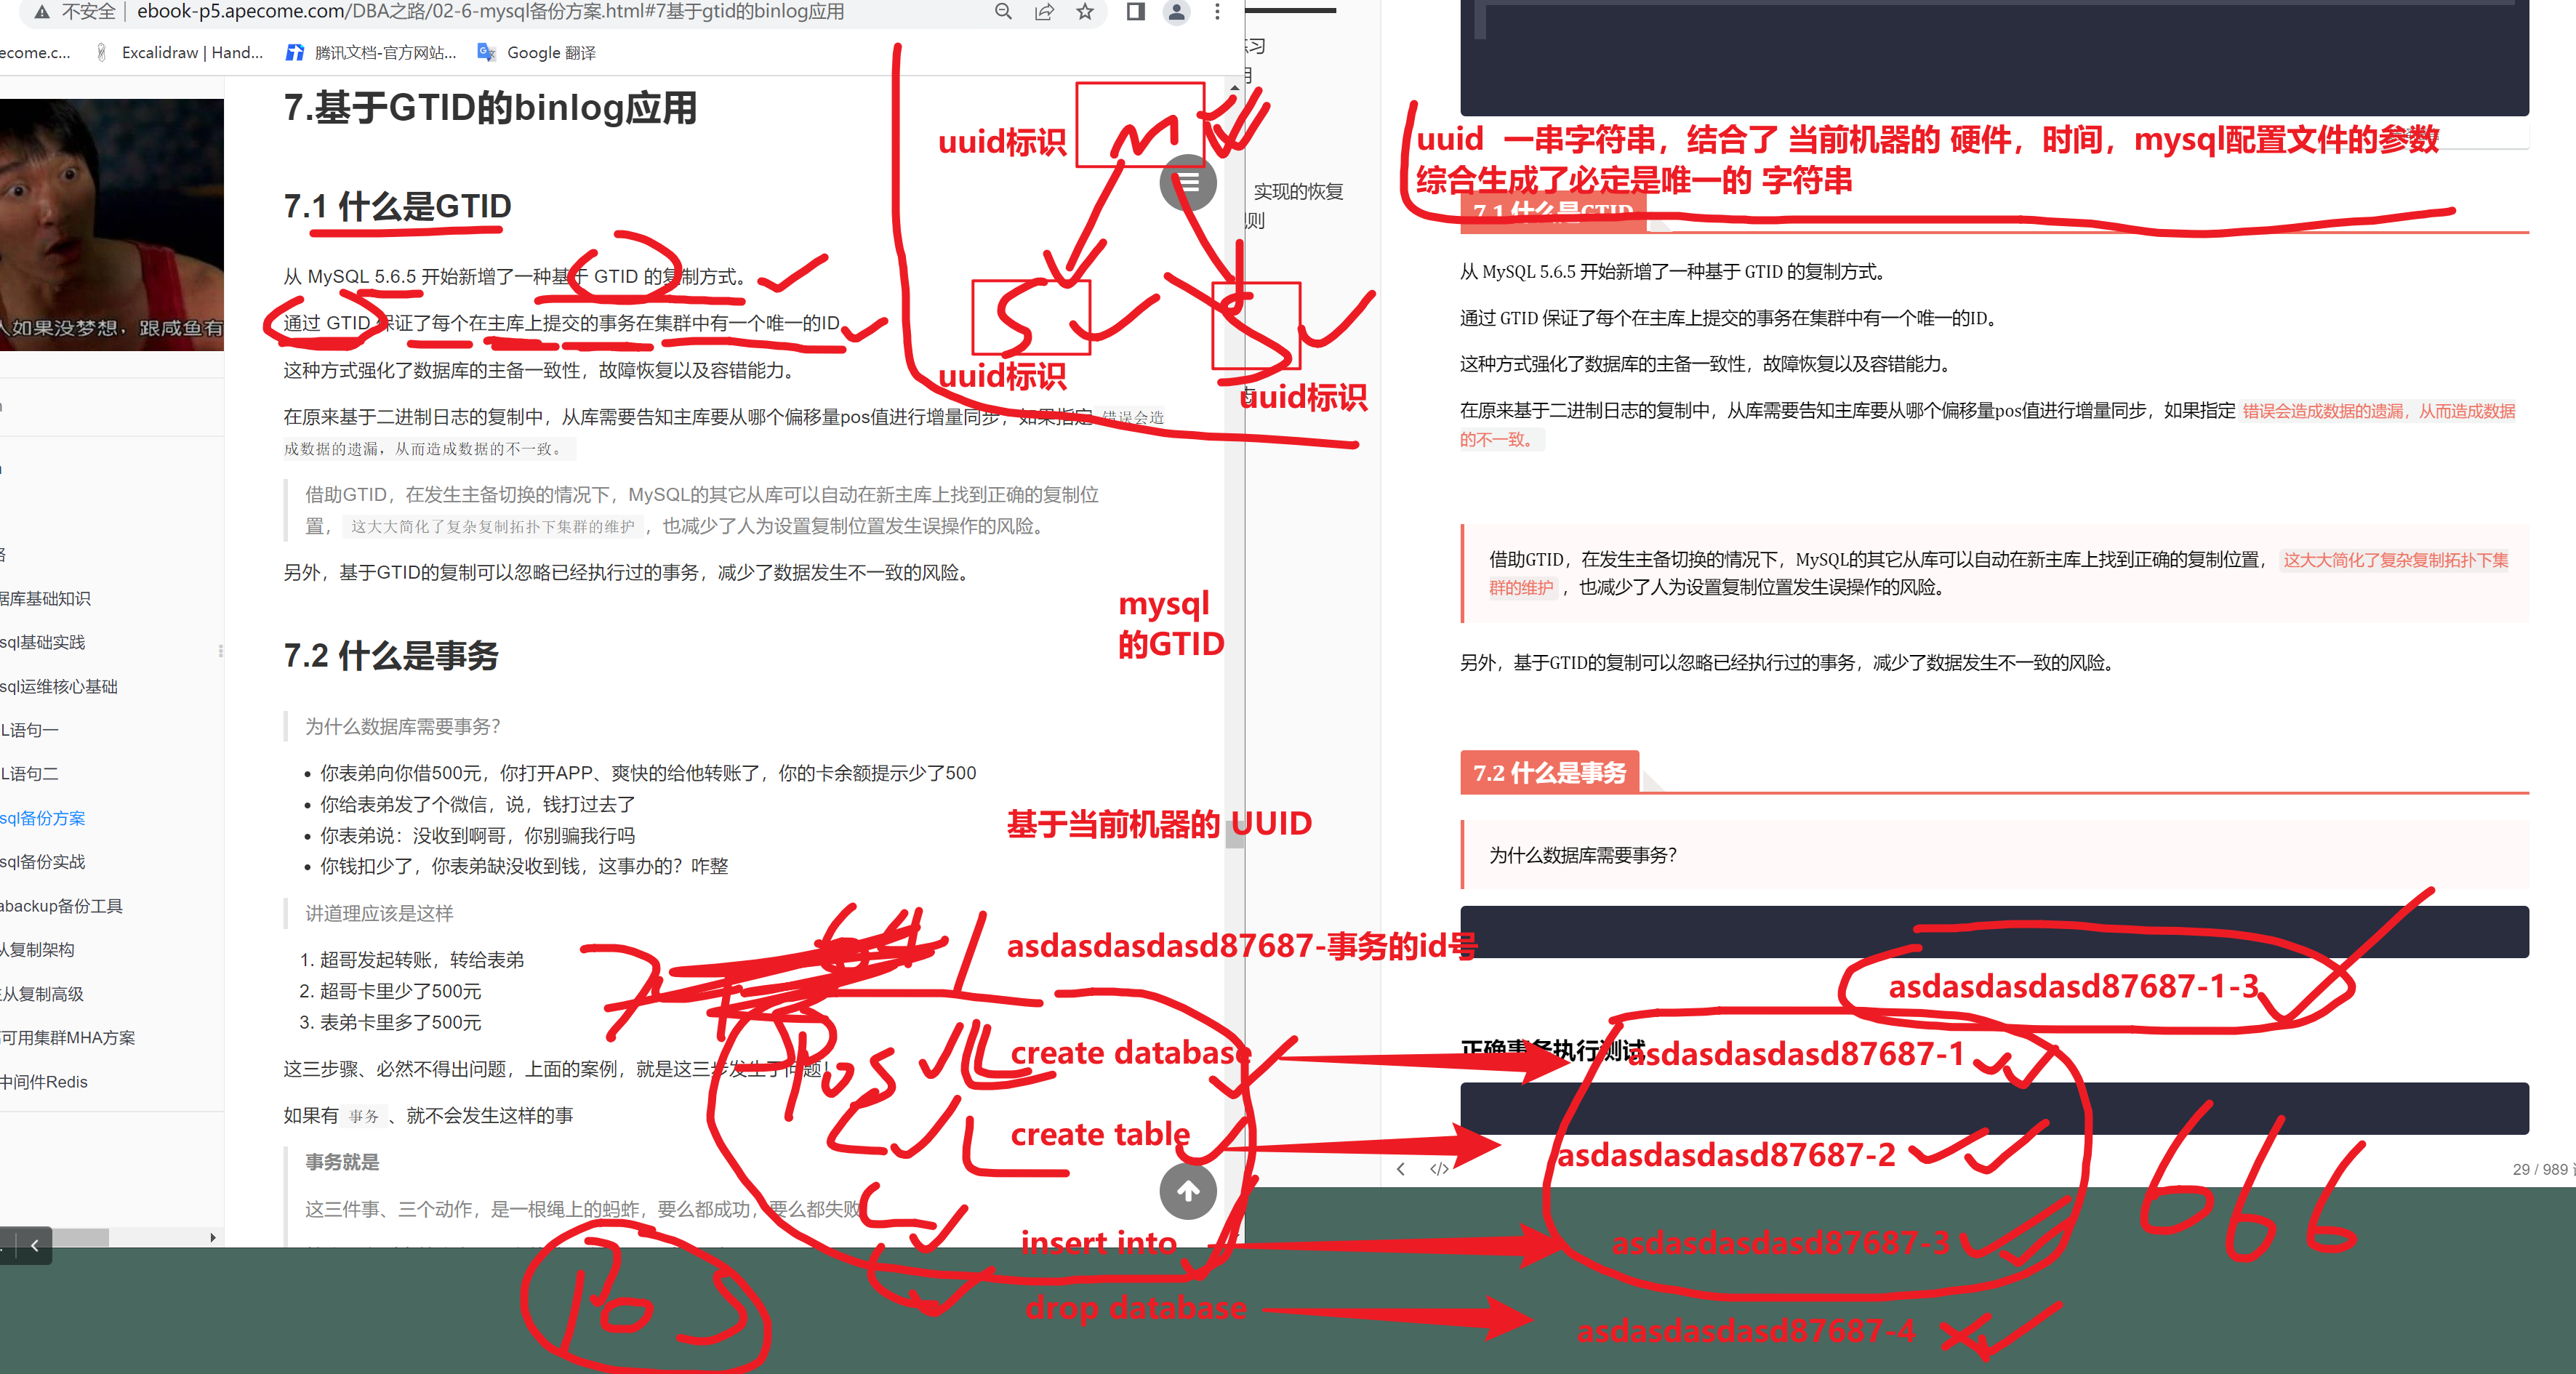 不安全 ebook-p5.apecome.com/DBA之路/02-6-mysql备份方案.html#7基于gtid的binlog应用
ecome.c...
Excalidraw | Hand...
腾讯文档-官方网站...
Google 翻译
人如果没梦想，跟咸鱼有
据库基础知识
sql基础实践
sql运维核心基础
L语句一
L语句二
sql备份方案
sql备份实战
abackup备份工具
从复制架构
主从复制高级
可用集群MHA方案
中间件Redis
7.基于GTID的binlog应用
7.1 什么是GTID
从 MySQL 5.6.5 开始新增了一种基于 GTID 的复制方式。
通过 GTID 保证了每个在主库上提交的事务在集群中有一个唯一的ID
这种方式强化了数据库的主备一致性，故障恢复以及容错能力。
在原来基于二进制日志的复制中，从库需要告知主库要从哪个偏移量pos值进行增量同步，如果指定 错误会造
成数据的遗漏，从而造成数据的不一致。
借助GTID，在发生主备切换的情况下，MySQL的其它从库可以自动在新主库上找到正确的复制位
置， 这大大简化了复杂复制拓扑下集群的维护 ，也减少了人为设置复制位置发生误操作的风险。
另外，基于GTID的复制可以忽略已经执行过的事务，减少了数据发生不一致的风险。
7.2 什么是事务
为什么数据库需要事务？
你表弟向你借500元，你打开APP、爽快的给他转账了，你的卡余额提示少了500
你给表弟发了个微信，说，钱打过去了
你表弟说：没收到啊哥，你别骗我行吗
你钱扣少了，你表弟缺没收到钱，这事办的？咋整
讲道理应该是这样
1. 超哥发起转账，转给表弟
2. 超哥卡里少了500元
3. 表弟卡里多了500元
这三步骤、必然不得出问题，上面的案例，就是这三步发生了问题！
如果有 事务 、就不会发生这样的事
事务就是
这三件事、三个动作，是一根绳上的蚂蚱，要么都成功，要么都失败
uuid标识
M
S
S
uuid标识
uuid标识
mysql
的GTID
基于当前机器的 UUID
asdasdasdasd87687-事务的id号
Pos
create database
create table
insert into
drop database
Pos
练习
用
实现的恢复
规则
uuid 一串字符串，结合了 当前机器的 硬件，时间，mysql配置文件的参数
综合生成了必定是唯一的 字符串
7.1 什么是GTID
从 MySQL 5.6.5 开始新增了一种基于 GTID 的复制方式。
通过 GTID 保证了每个在主库上提交的事务在集群中有一个唯一的ID。
这种方式强化了数据库的主备一致性，故障恢复以及容错能力。
在原来基于二进制日志的复制中，从库需要告知主库要从哪个偏移量pos值进行增量同步，如果指定 错误会造成数据的遗漏，从而造成数据
的不一致。
借助GTID，在发生主备切换的情况下，MySQL的其它从库可以自动在新主库上找到正确的复制位置， 这大大简化了复杂复制拓扑下集
群的维护 ，也减少了人为设置复制位置发生误操作的风险。
另外，基于GTID的复制可以忽略已经执行过的事务，减少了数据发生不一致的风险。
7.2 什么是事务
为什么数据库需要事务？
asdasdasdasd87687-1-3
正确事务执行测试
asdasdasdasd87687-1
asdasdasdasd87687-2
asdasdasdasd87687-3
asdasdasdasd87687-4
666
29 / 989